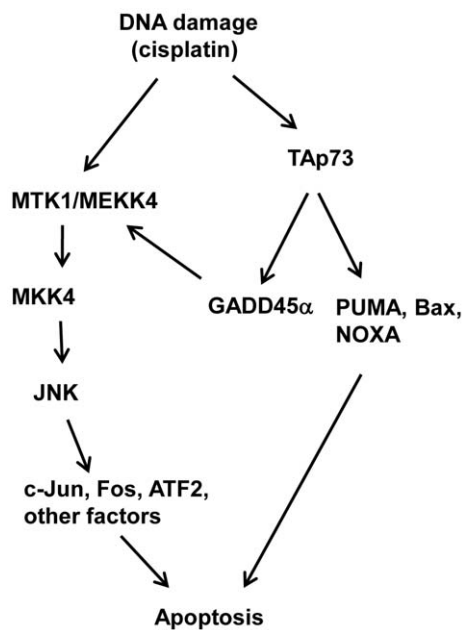 DNA damage
(cisplatin)
TAp73
MTK1/MEKK4
MKK4
GADD45α
PUMA, Bax,
NOXA
JNK
c-Jun, Fos, ATF2,
other factors
Apoptosis